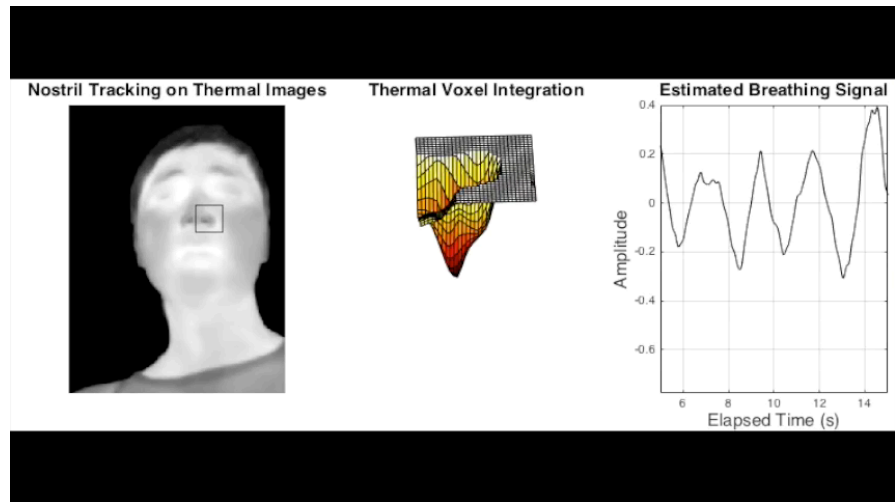 Nostril Tracking on Thermal Images
Thermal Voxel Integration
Estimated Breathing Signal
0.4
0.2
0
-0.2
-0.4
-0.6
Amplitude
6 8 10 12 14
Elapsed Time (s)